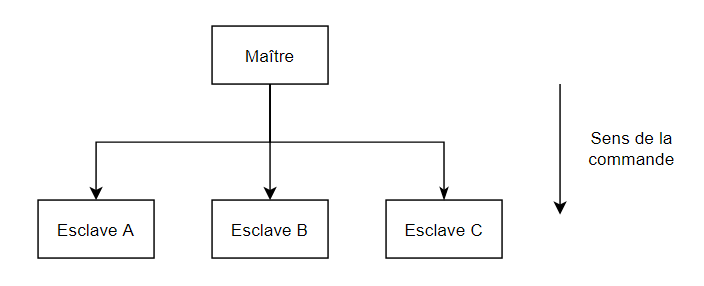 Maître
Sens de la
commande
Esclave A
Esclave B
Esclave C